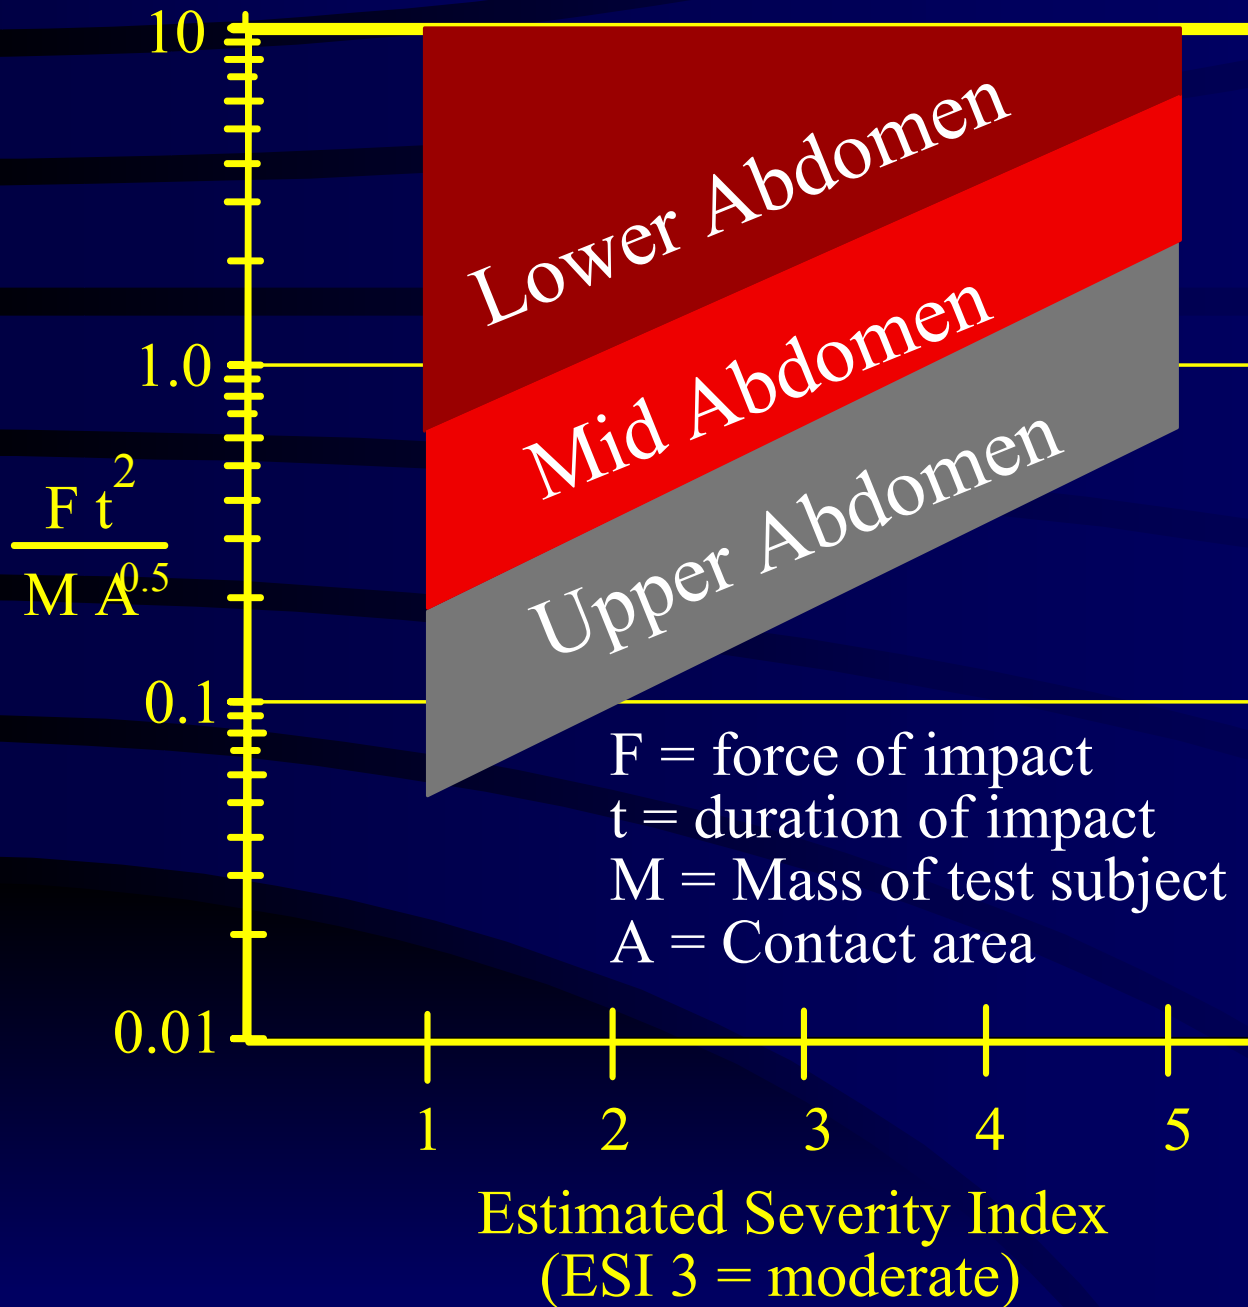 10
Lower Abdomen
1.0
Mid Abdomen
F t2
M A0.5
Upper Abdomen
0.1
F = force of impact
t = duration of impact
M = Mass of test subject
A = Contact area
0.01
1 2 3 4 5
Estimated Severity Index
(ESI 3 = moderate)